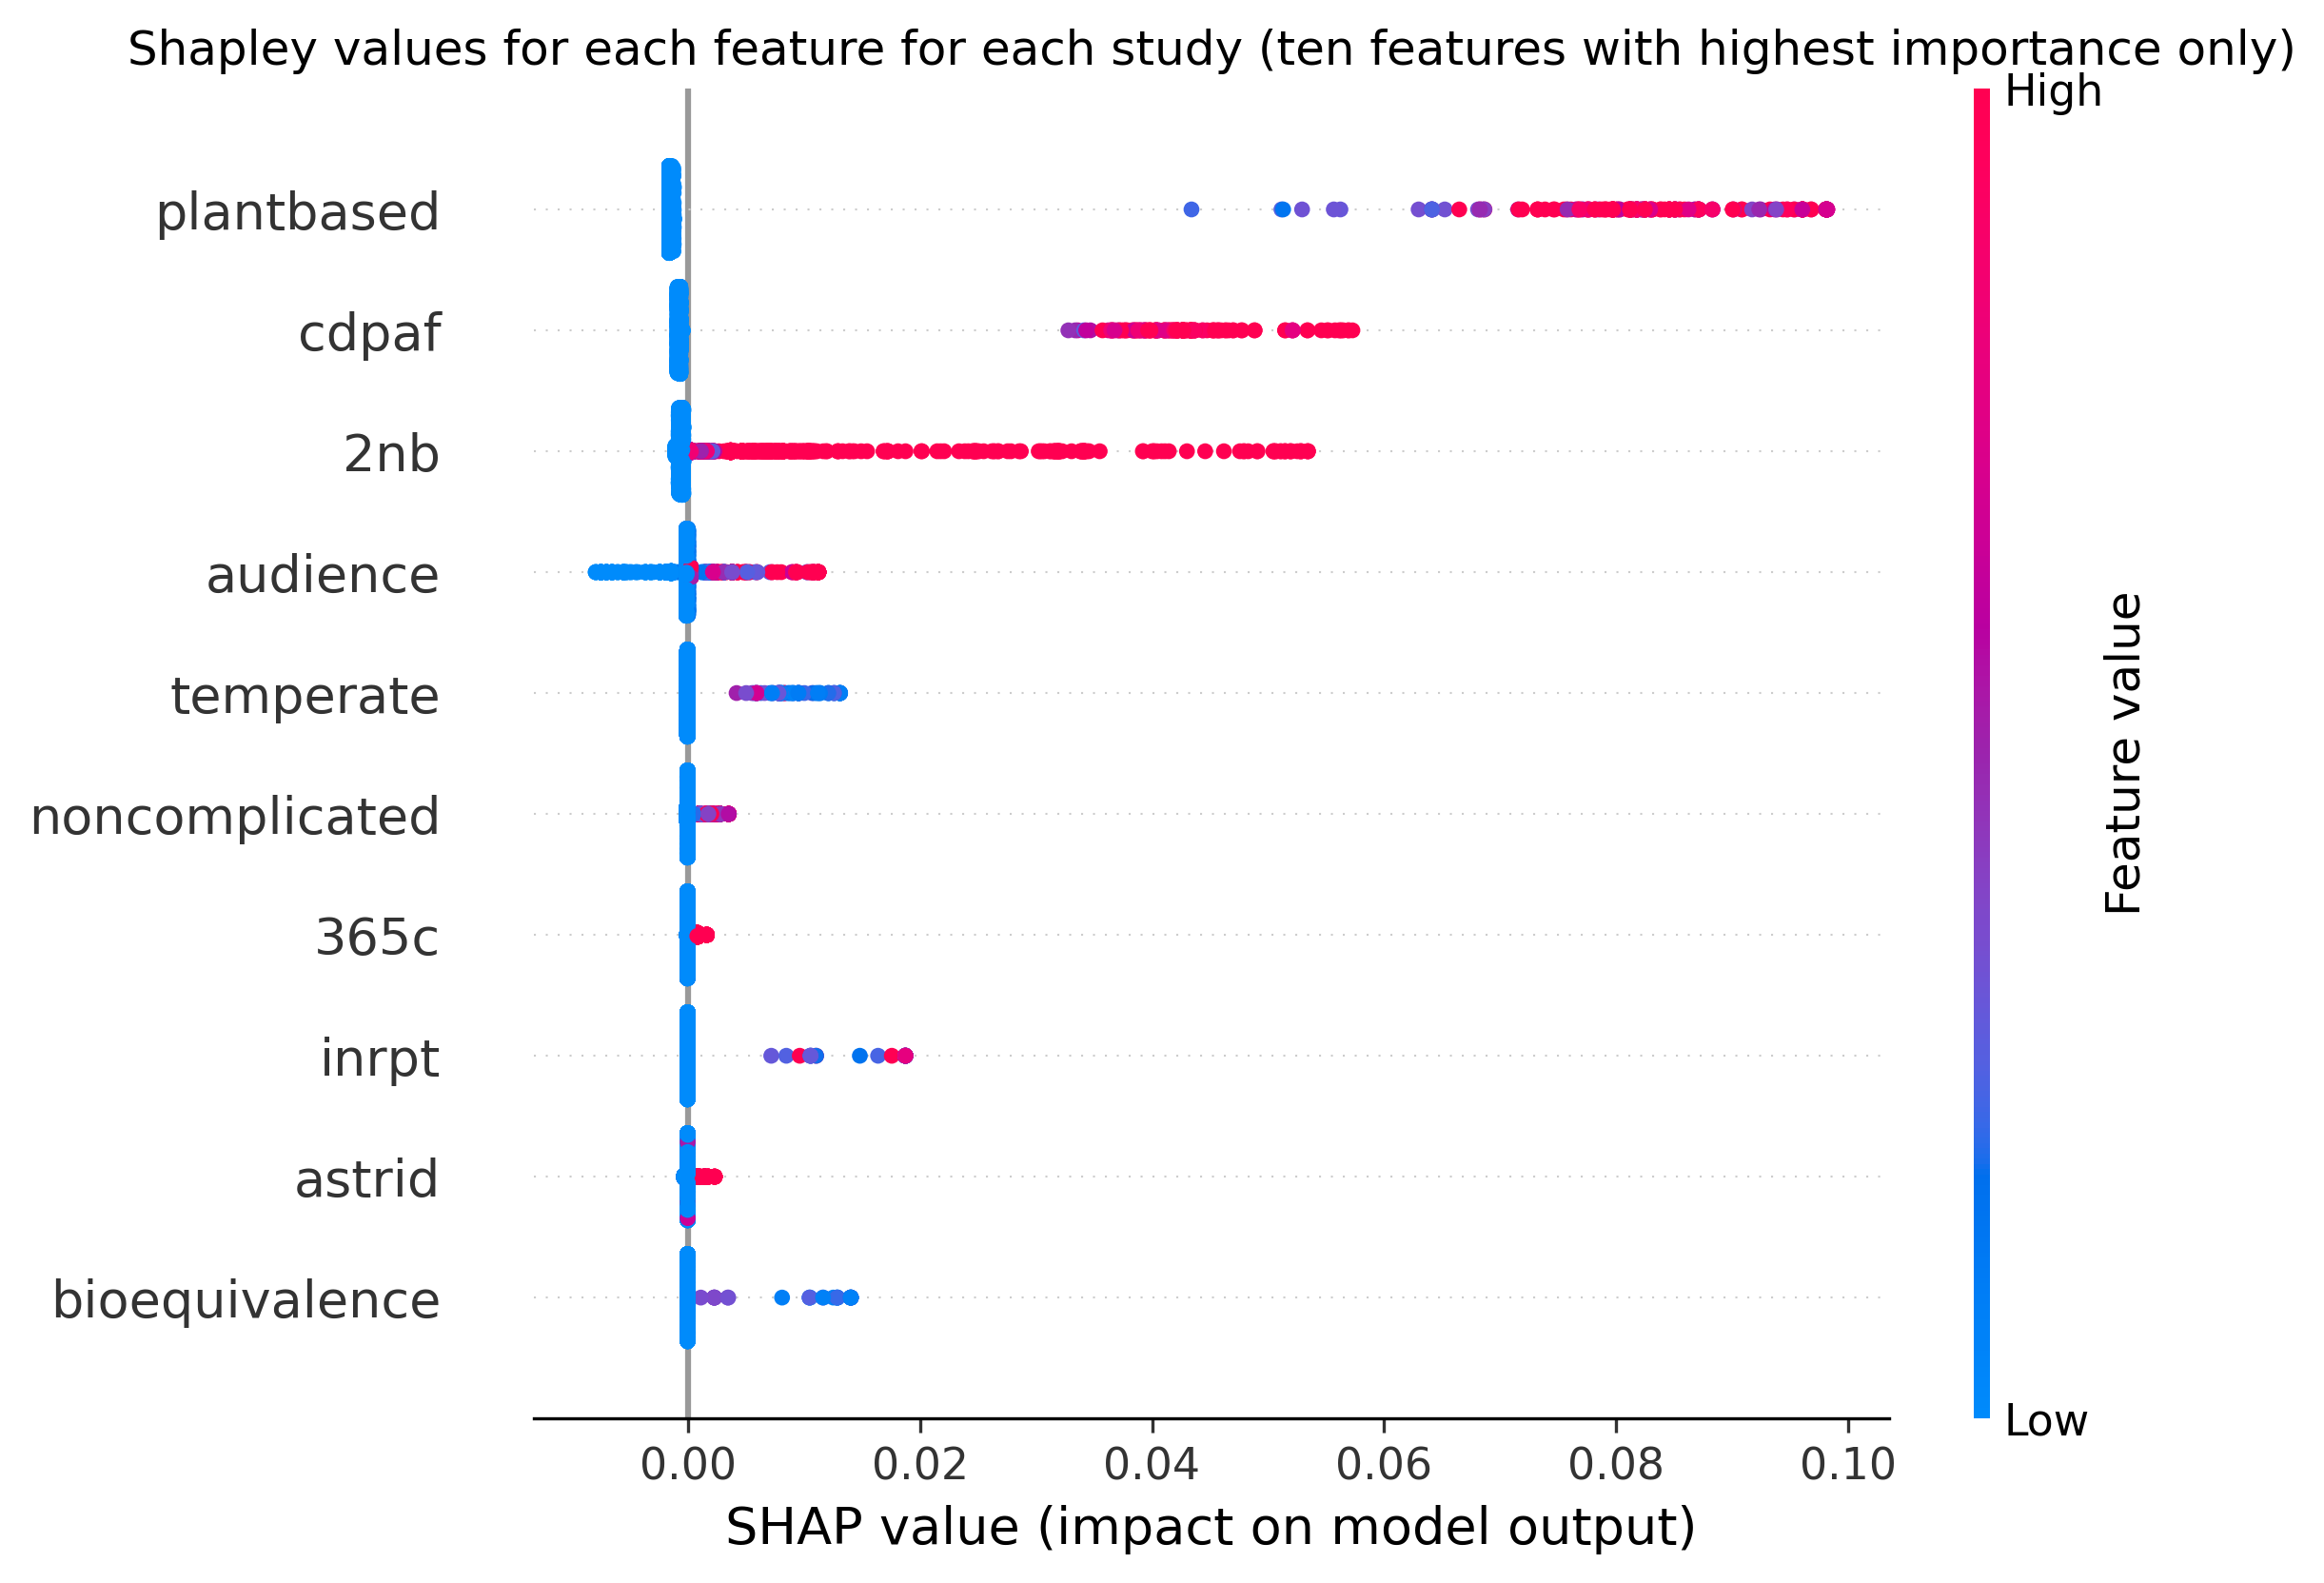 Shapley values for each feature for each study (ten features with highest importance only)
High
plantbased
cdpaf
2nb
audience
temperate
noncomplicated
365c
inrpt
astrid
bioequivalence
Feature value
Low
0.00 0.02 0.04 0.06 0.08 0.10
SHAP value (impact on model output)